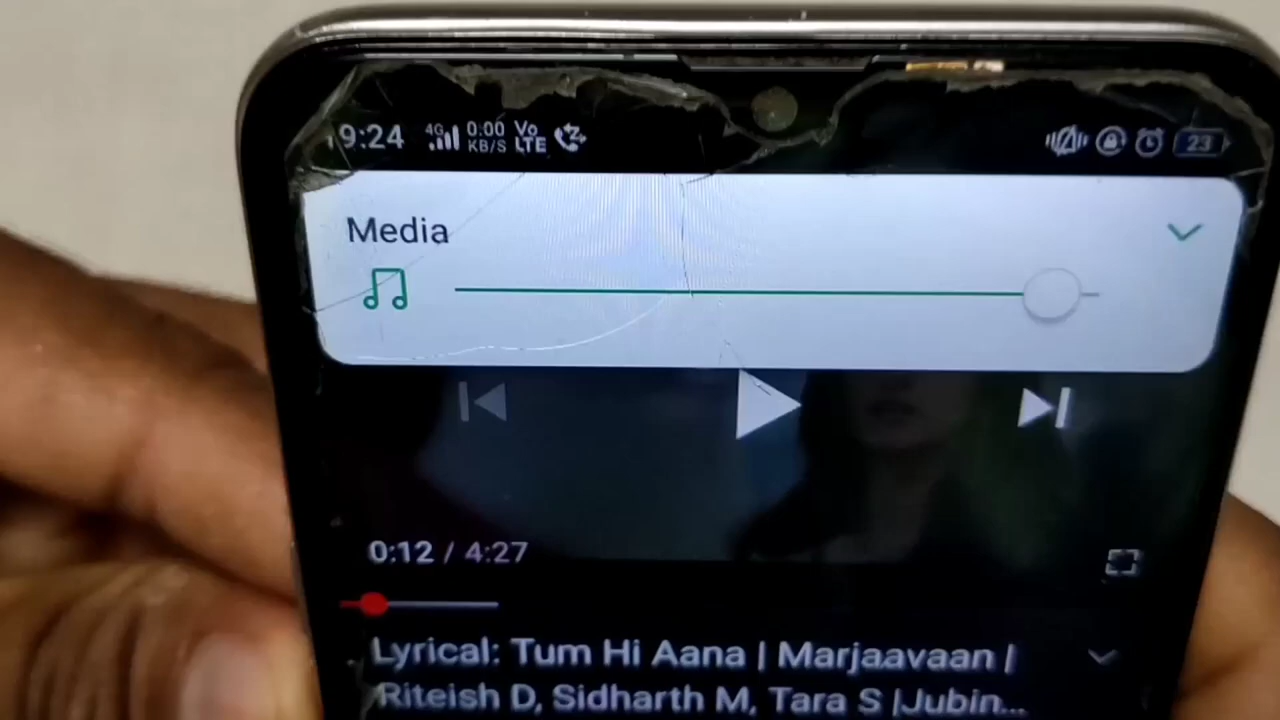 9:24 4G 0:00 KB/S Vo LTE 23
Media
0:12 / 4:27
Lyrical: Tum Hi Aana | Marjaavaan |
Riteish D, Sidharth M, Tara S |Jubin...